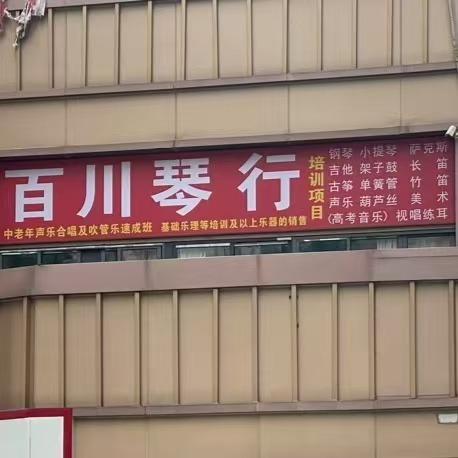 百川琴行
中老年声乐合唱及吹管乐速成班 基础乐理等培训及以上乐器的销售
培训项目
钢琴 小提琴 萨克斯
吉他 架子鼓 长笛
古筝 单簧管 竹笛
声乐 葫芦丝 美术
(高考音乐) 视唱练耳